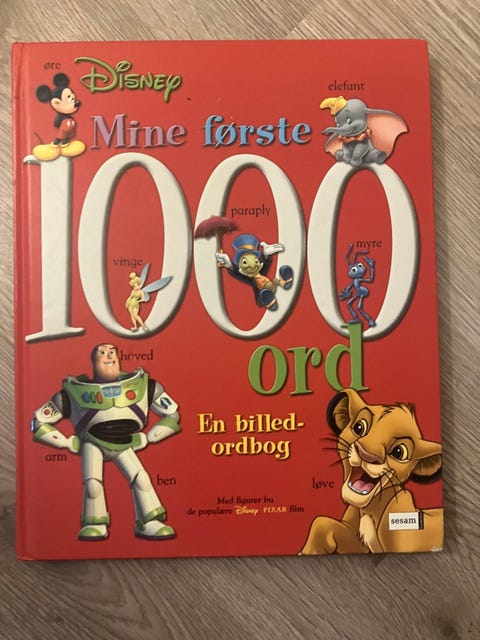 øre
Disney
elefant
Mine første
1000
paraply
myre
vinge
ord
hoved
En billed-
ordbog
arm
ben
løve
Med figurer fra
de populære Disney PIXAR film
sesam